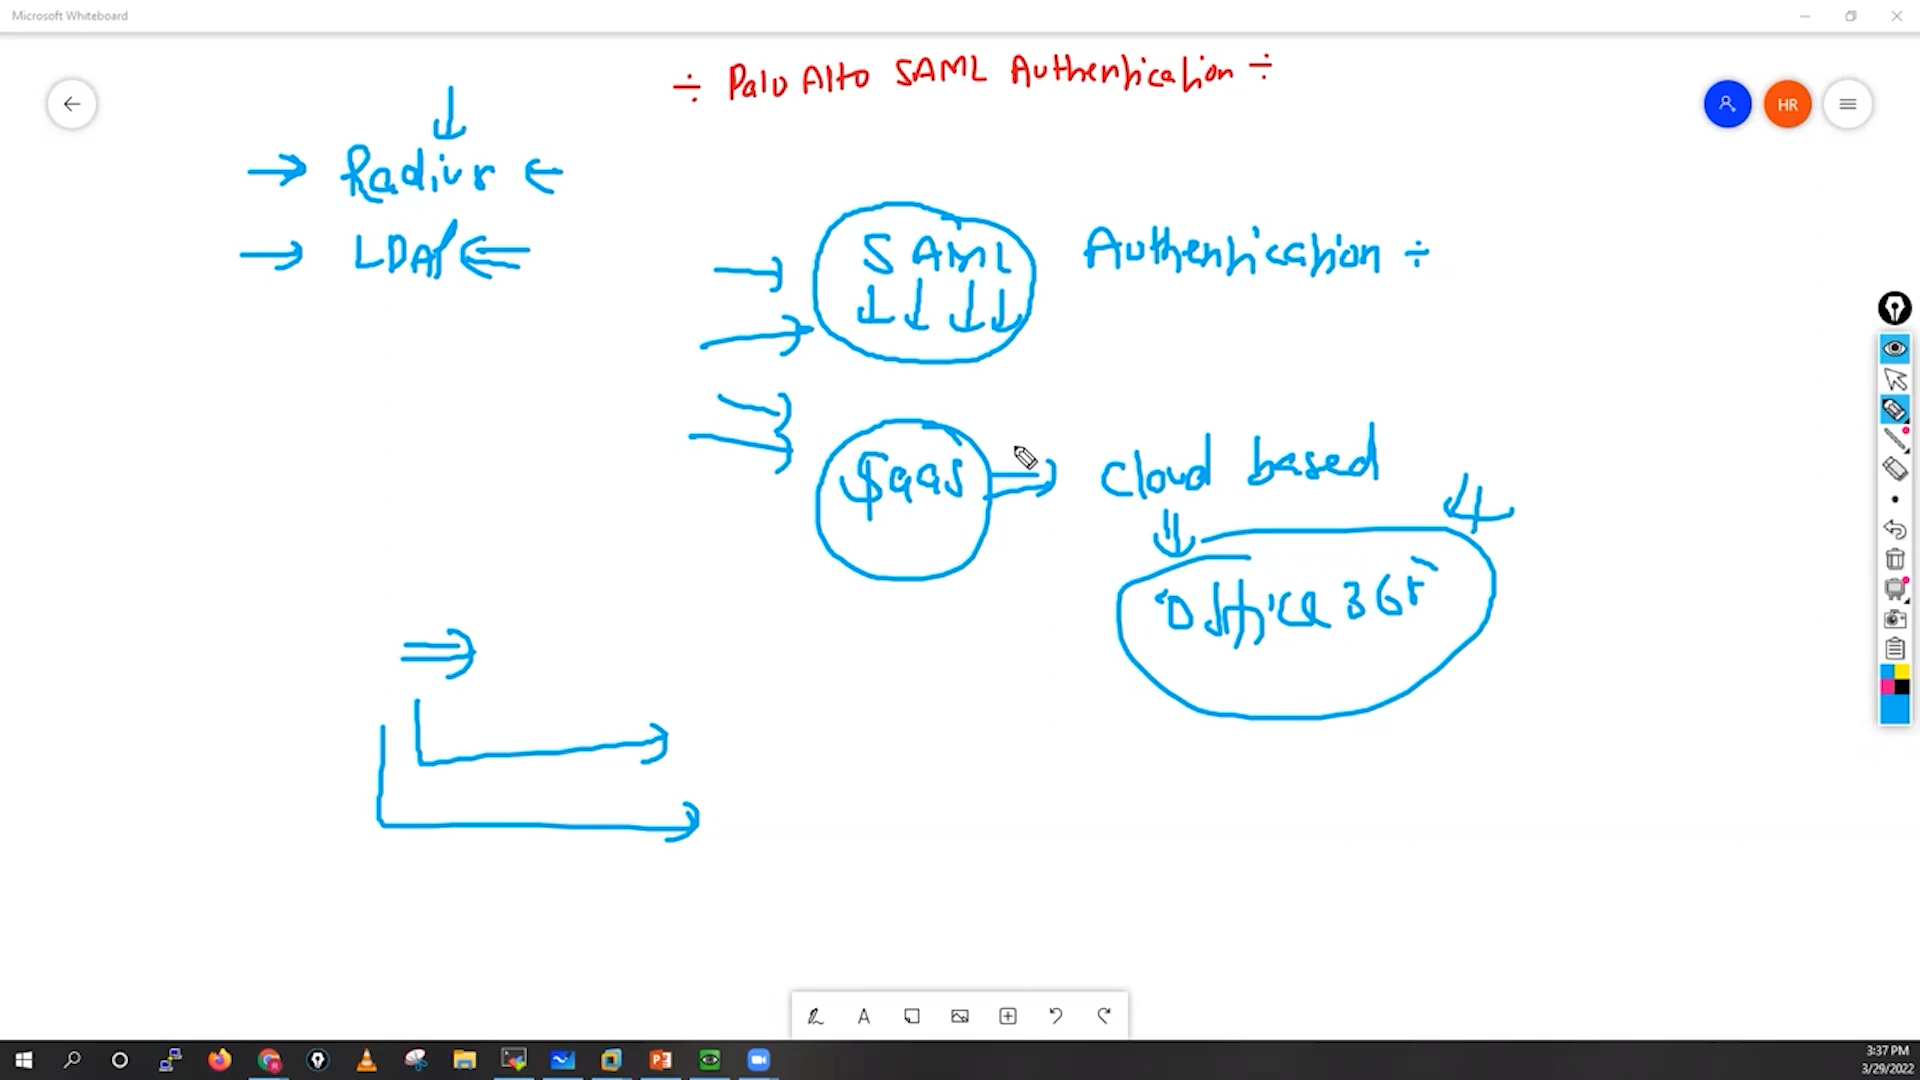 Microsoft Whiteboard
÷ Palo Alto SAML Authentication ÷
HR
Radius
LDAP
SAML Authentication ÷
Saas
Cloud based
"Office 365"
3:37 PM
3/29/2022